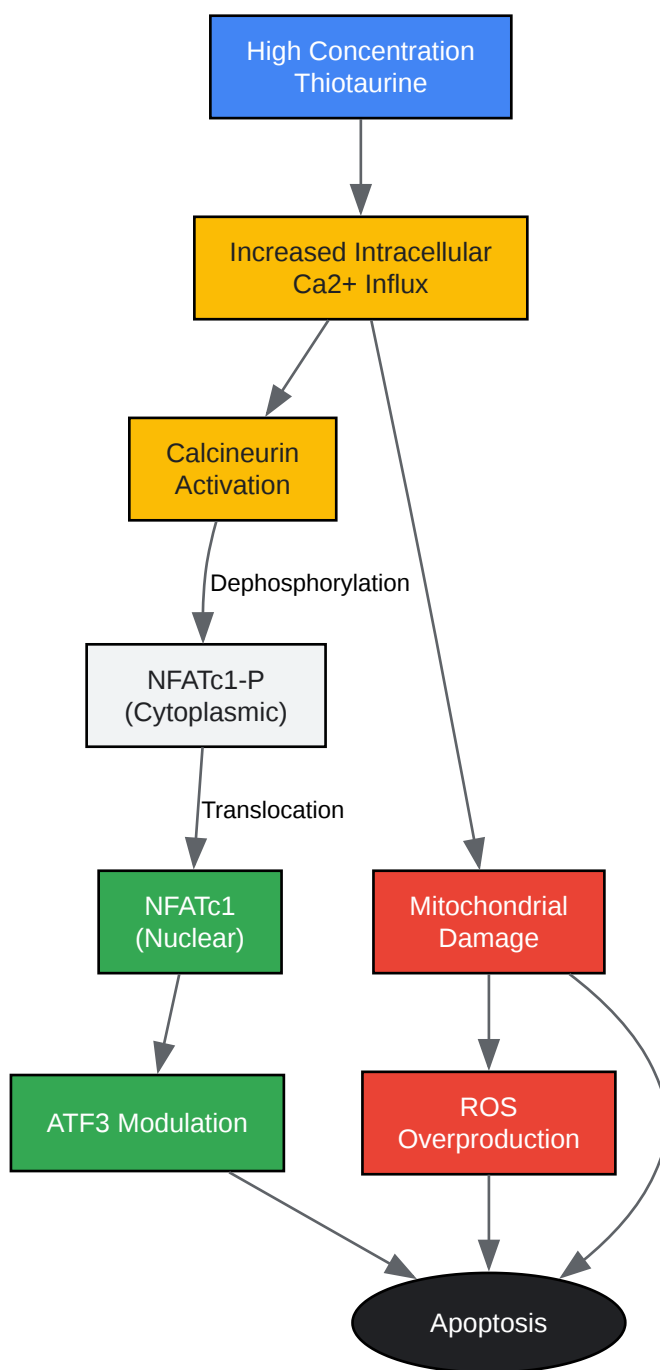 High Concentration
Thiotaurine
Increased Intracellular
Ca2+ Influx
Calcineurin
Activation
Dephosphorylation
NFATc1-P
(Cytoplasmic)
Translocation
NFATc1
(Nuclear)
Mitochondrial
Damage
ATF3 Modulation
ROS
Overproduction
Apoptosis